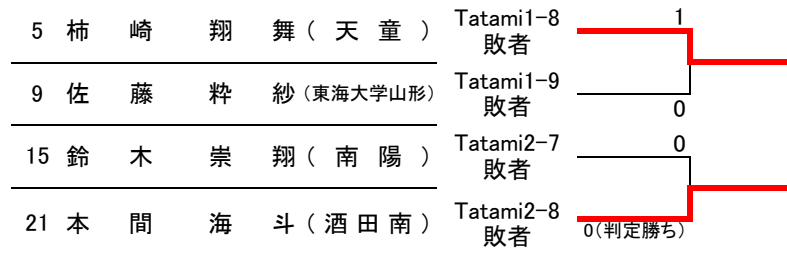 5 柿崎翔舞(天童) Tatami1-8 敗者 1
9 佐藤粋紗(東海大学山形) Tatami1-9 敗者 0
15 鈴木崇翔(南陽) Tatami2-7 敗者 0
21 本間海斗(酒田南) Tatami2-8 敗者 0(判定勝ち)